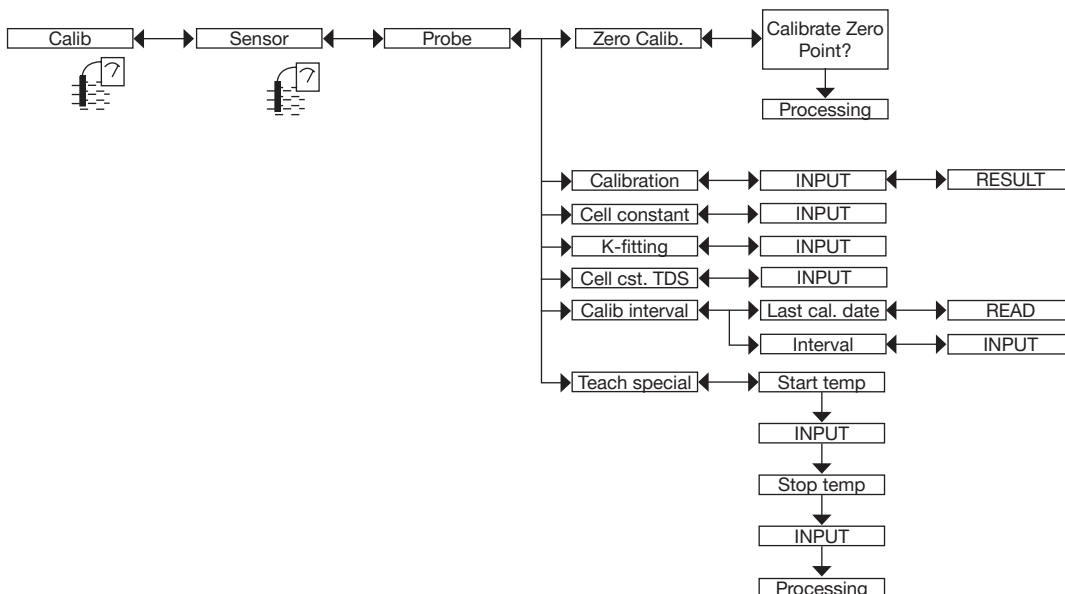 Calib
Sensor
Probe
Zero Calib.
Calibrate Zero
Point?
Processing
Calibration
INPUT
RESULT
Cell constant
INPUT
K-fitting
INPUT
Cell cst. TDS
INPUT
Calib interval
Last cal. date
READ
Interval
INPUT
Teach special
Start temp
INPUT
Stop temp
INPUT
Processing